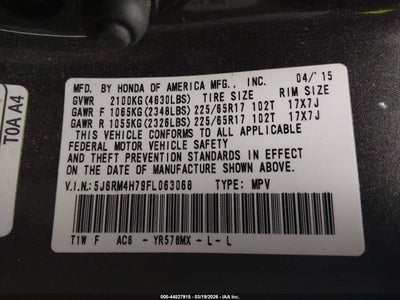 MFD. BY HONDA OF AMERICA MFG., INC. 04/'15
GVWR 2100KG(4630LBS) TIRE SIZE RIM SIZE
GAWR F 1065KG(2348LBS) 225/65R17 102T 17X7J
GAWR R 1055KG(2326LBS) 225/65R17 102T 17X7J
THIS VEHICLE CONFORMS TO ALL APPLICABLE
FEDERAL MOTOR VEHICLE SAFETY
AND THEFT PREVENTION STANDARDS IN EFFECT
ON THE DATE OF MANUFACTURE SHOWN ABOVE.
V.I.N: 5J6RM4H79FL063068 TYPE: MPV
T1W F AC6 - YR578MX - L - L
TOA A4
000-44527915 - 03/19/2026 - IAA Inc.